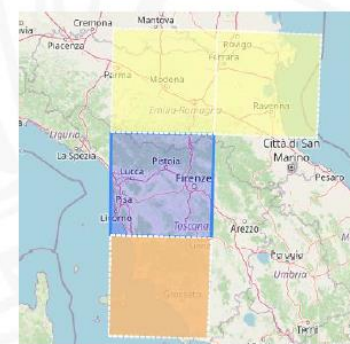 Cremona
Mantova
Piacenza
Rovigo
Ferrara
Parma
Modena
Emilia-Romagna
Ravenna
Liguria
La Spezia
Città di San
Marino
Pistoia
Lucca
Firenze
Pesaro
Pisa
Livorno
Toscana
Arezzo
Siena
Perugia
Umbria
Grosseto
Terni